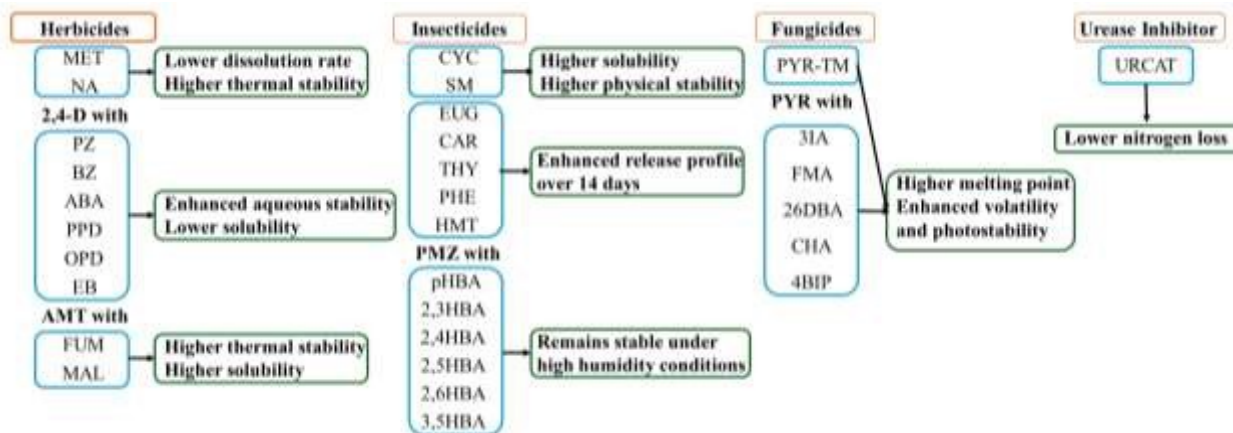 Herbicides
MET
NA
Lower dissolution rate
Higher thermal stability
2,4-D with
PZ
BZ
ABA
PPD
OPD
EB
Enhanced aqueous stability
Lower solubility
AMT with
FUM
MAL
Higher thermal stability
Higher solubility
Insecticides
CYC
SM
Higher solubility
Higher physical stability
EUG
CAR
THY
PHE
HMT
Enhanced release profile
over 14 days
PMZ with
pHBA
2,3HBA
2,4HBA
2,5HBA
2,6HBA
3,5HBA
Remains stable under
high humidity conditions
Fungicides
PYR-TM
PYR with
3IA
FMA
26DBA
CHA
4BIP
Higher melting point
Enhanced volatility
and photostability
Urease Inhibitor
URCAT
Lower nitrogen loss